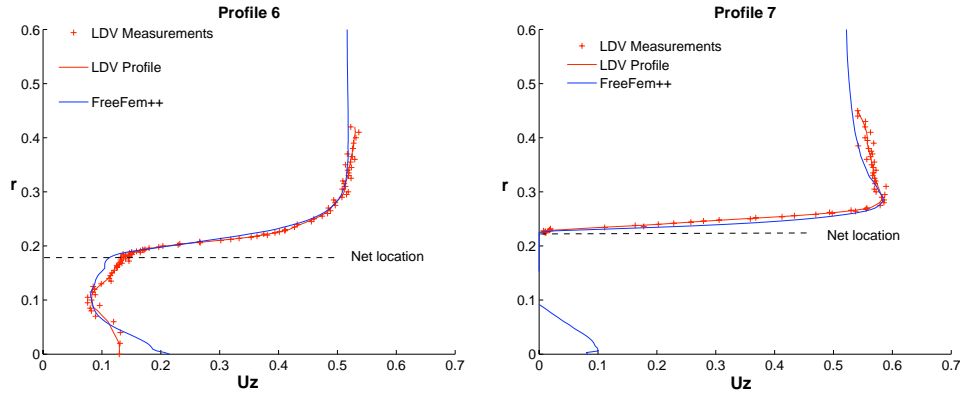 Profile 6
0.6
0.5
0.4
0.3
0.2
0.1
0
r
LDV Measurements
LDV Profile
FreeFem++
Net location
0 0.1 0.2 0.3 0.4 0.5 0.6 0.7
Uz
Profile 7
0.6
0.5
0.4
0.3
0.2
0.1
0
r
LDV Measurements
LDV Profile
FreeFem++
Net location
0 0.1 0.2 0.3 0.4 0.5 0.6 0.7
Uz